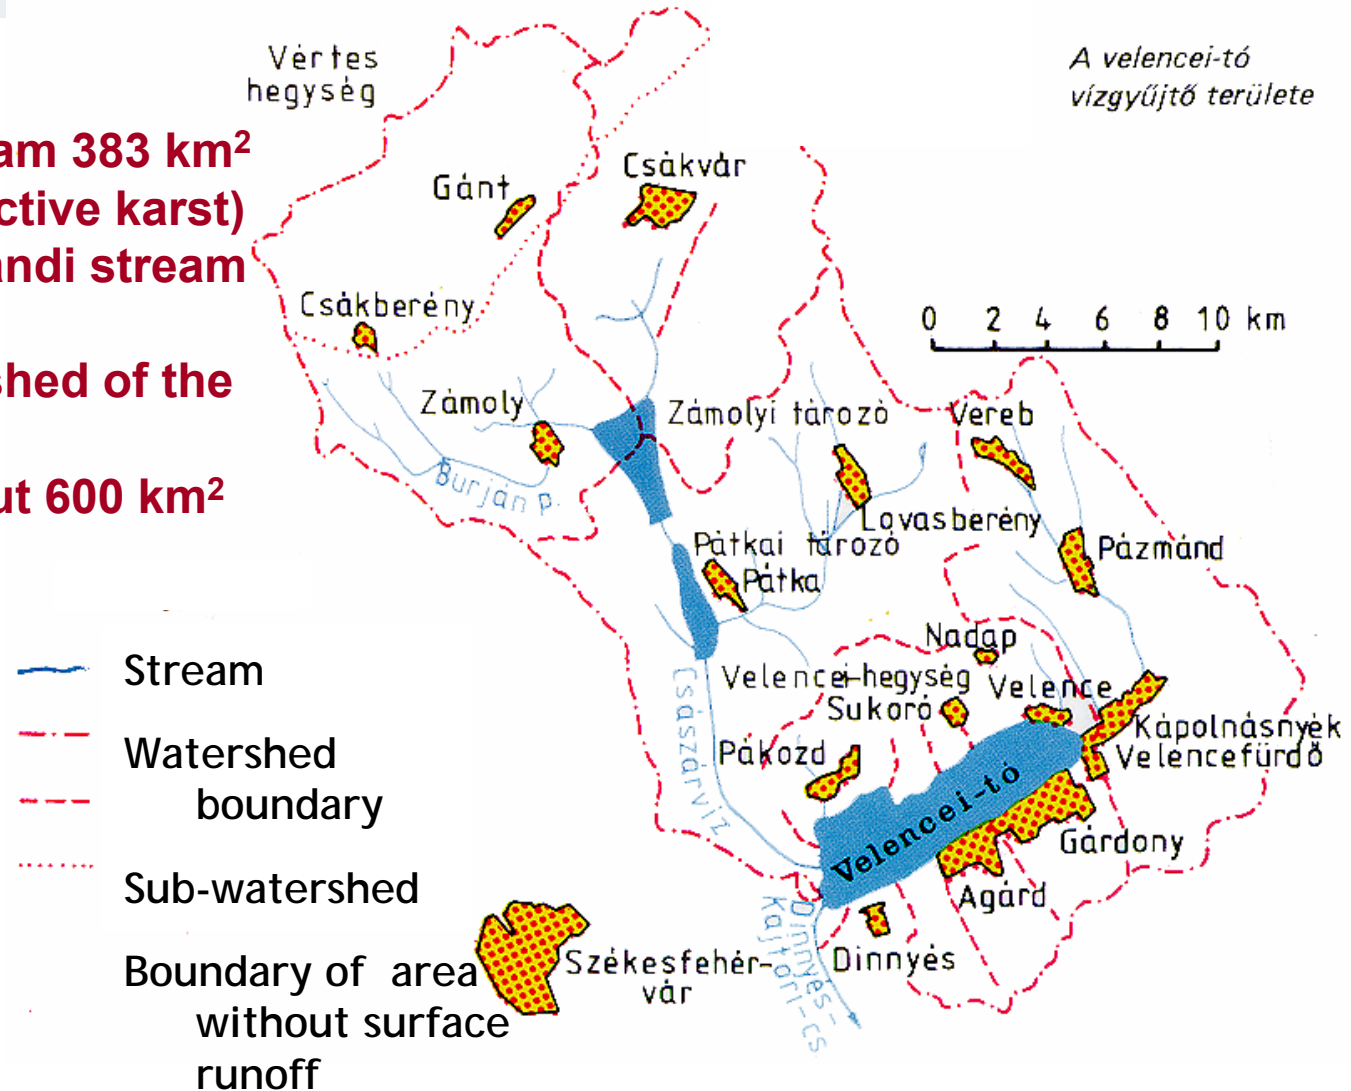 Vértes
hegység
A velencei-tó
vízgyűjtő területe
am 383 km²
ctive karst)
andi stream
shed of the
ut 600 km²
Gánt
Csákvár
Csákberény
0 2 4 6 8 10 km
Zámoly
Zámolyi tározó
Vereb
Burján p.
Lovasberény
Pátkai tározó
Pátka
Pázmánd
Nadap
Velencei-hegység
Velence
Sukoró
Kápolnásnyék
Velencefürdő
Pákozd
Császárvíz
Velencei-tó
Gárdony
Agárd
Dinnyés
Dinnyés-
Kajtori-cs.
Székesfehér-
vár
Stream
Watershed
boundary
Sub-watershed
Boundary of area
without surface
runoff